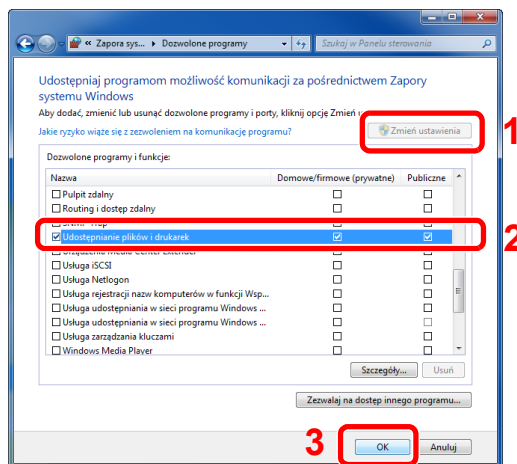 « Zapora sys... Dozwolone programy
Szukaj w Panelu sterowania
Udostępniaj programom możliwość komunikacji za pośrednictwem Zapory
systemu Windows
Aby dodać, zmienić lub usunąć dozwolone programy i porty, kliknij opcję Zmień
Jakie ryzyko wiąże się z zezwoleniem na komunikację programu?
Zmień ustawienia
1
Dozwolone programy i funkcje:
Nazwa Domowe/firmowe (prywatne) Publiczne
Pulpit zdalny
Routing i dostęp zdalny
Udostępnianie plików i drukarek
2
Urządzenia Media Center Extender
Usługa iSCSI
Usługa Netlogon
Usługa rejestracji nazw komputerów w funkcji Wsp...
Usługa udostępniania w sieci programu Windows ...
Usługa udostępniania w sieci programu Windows ...
Usługa zarządzania kluczami
Windows Media Player
Szczegóły... Usuń
Zezwalaj na dostęp innego programu...
3
OK Anuluj